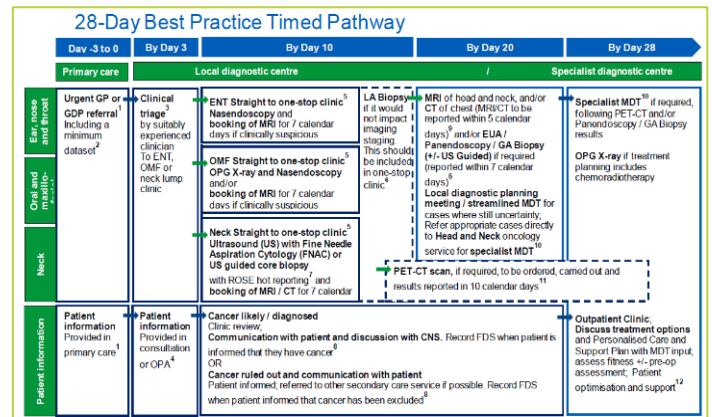 28-Day Best Practice Timed Pathway
Day -3 to 0
By Day 3
By Day 10
By Day 20
By Day 28
Primary care
Local diagnostic centre
/
Specialist diagnostic centre
Ear, nose
and throat
Oral and
maxillo-
Neck
Patient information
Urgent GP or
GDP referral1
Including a
minimum
dataset2
Clinical
triage3
by suitably
experienced
clinician
To ENT,
OMF or
neck lump
clinic
ENT Straight to one-stop clinic5
Nasendoscopy and
booking of MRI for 7 calendar
days if clinically suspicious
OMF Straight to one-stop clinic5
OPG X-ray and Nasendoscopy
and/or
booking of MRI for 7 calendar
days if clinically suspicious
Neck Straight to one-stop clinic5
Ultrasound (US) with Fine Needle
Aspiration Cytology (FNAC) or
US guided core biopsy
with ROSE hot reporting7 and
booking of MRI / CT for 7 calendar
LA Biopsy
if it would
not impact
imaging
staging.
This should
be included
in one-stop
clinic6
MRI of head and neck, and/or
CT of chest (MRI/CT to be
reported within 5 calendar
days)9 and/or EUA /
Panendoscopy / GA Biopsy
(+/- US Guided) if required
(reported within 7 calendar
days)6
Local diagnostic planning
meeting / streamlined MDT for
cases where still uncertainty;
Refer appropriate cases directly
to Head and Neck oncology
service for specialist MDT10
Specialist MDT10 if required,
following PET-CT and/or
Panendoscopy / GA Biopsy
results
OPG X-ray if treatment
planning includes
chemoradiotherapy
PET-CT scan, if required, to be ordered, carried out and
results reported in 10 calendar days11
Patient
information
Provided in
primary care1
Patient
information
Provided in
consultation
or OPA4
Cancer likely / diagnosed
Clinic review;
Communication with patient and discussion with CNS. Record FDS when patient is
informed that they have cancer8
OR
Cancer ruled out and communication with patient
Patient informed; referred to other secondary care service if possible. Record FDS
when patient informed that cancer has been excluded8
Outpatient Clinic;
Discuss treatment options
and Personalised Care and
Support Plan with MDT input;
assess fitness +/- pre-op
assessment; Patient
optimisation and support12